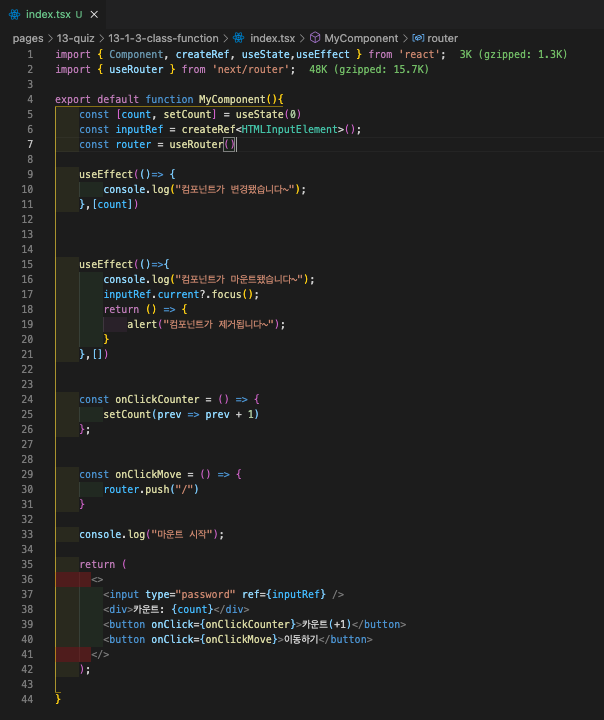 index.tsx U ×
pages > 13-quiz > 13-1-3-class-function > index.tsx > MyComponent > router
1 import { Component, createRef, useState,useEffect } from 'react'; 3K (gzipped: 1.3K)
2 import { useRouter } from 'next/router'; 48K (gzipped: 15.7K)
3
4 export default function MyComponent(){
5     const [count, setCount] = useState(0)
6     const inputRef = createRef<HTMLInputElement>();
7     const router = useRouter()
8
9     useEffect(()=> {
10         console.log("컴포넌트가 변경됐습니다~");
11     },[count])
12
13
14
15     useEffect(()=>{
16         console.log("컴포넌트가 마운트됐습니다~");
17         inputRef.current?.focus();
18         return () => {
19             alert("컴포넌트가 제거됩니다~");
20         }
21     },[])
22
23
24     const onClickCounter = () => {
25         setCount(prev => prev + 1)
26     };
27
28
29     const onClickMove = () => {
30         router.push("/")
31     }
32
33     console.log("마운트 시작");
34
35     return (
36       <>
37         <input type="password" ref={inputRef} />
38         <div>카운트: {count}</div>
39         <button onClick={onClickCounter}>카운트(+1)</button>
40         <button onClick={onClickMove}>이동하기</button>
41       </>
42     );
43
44 }